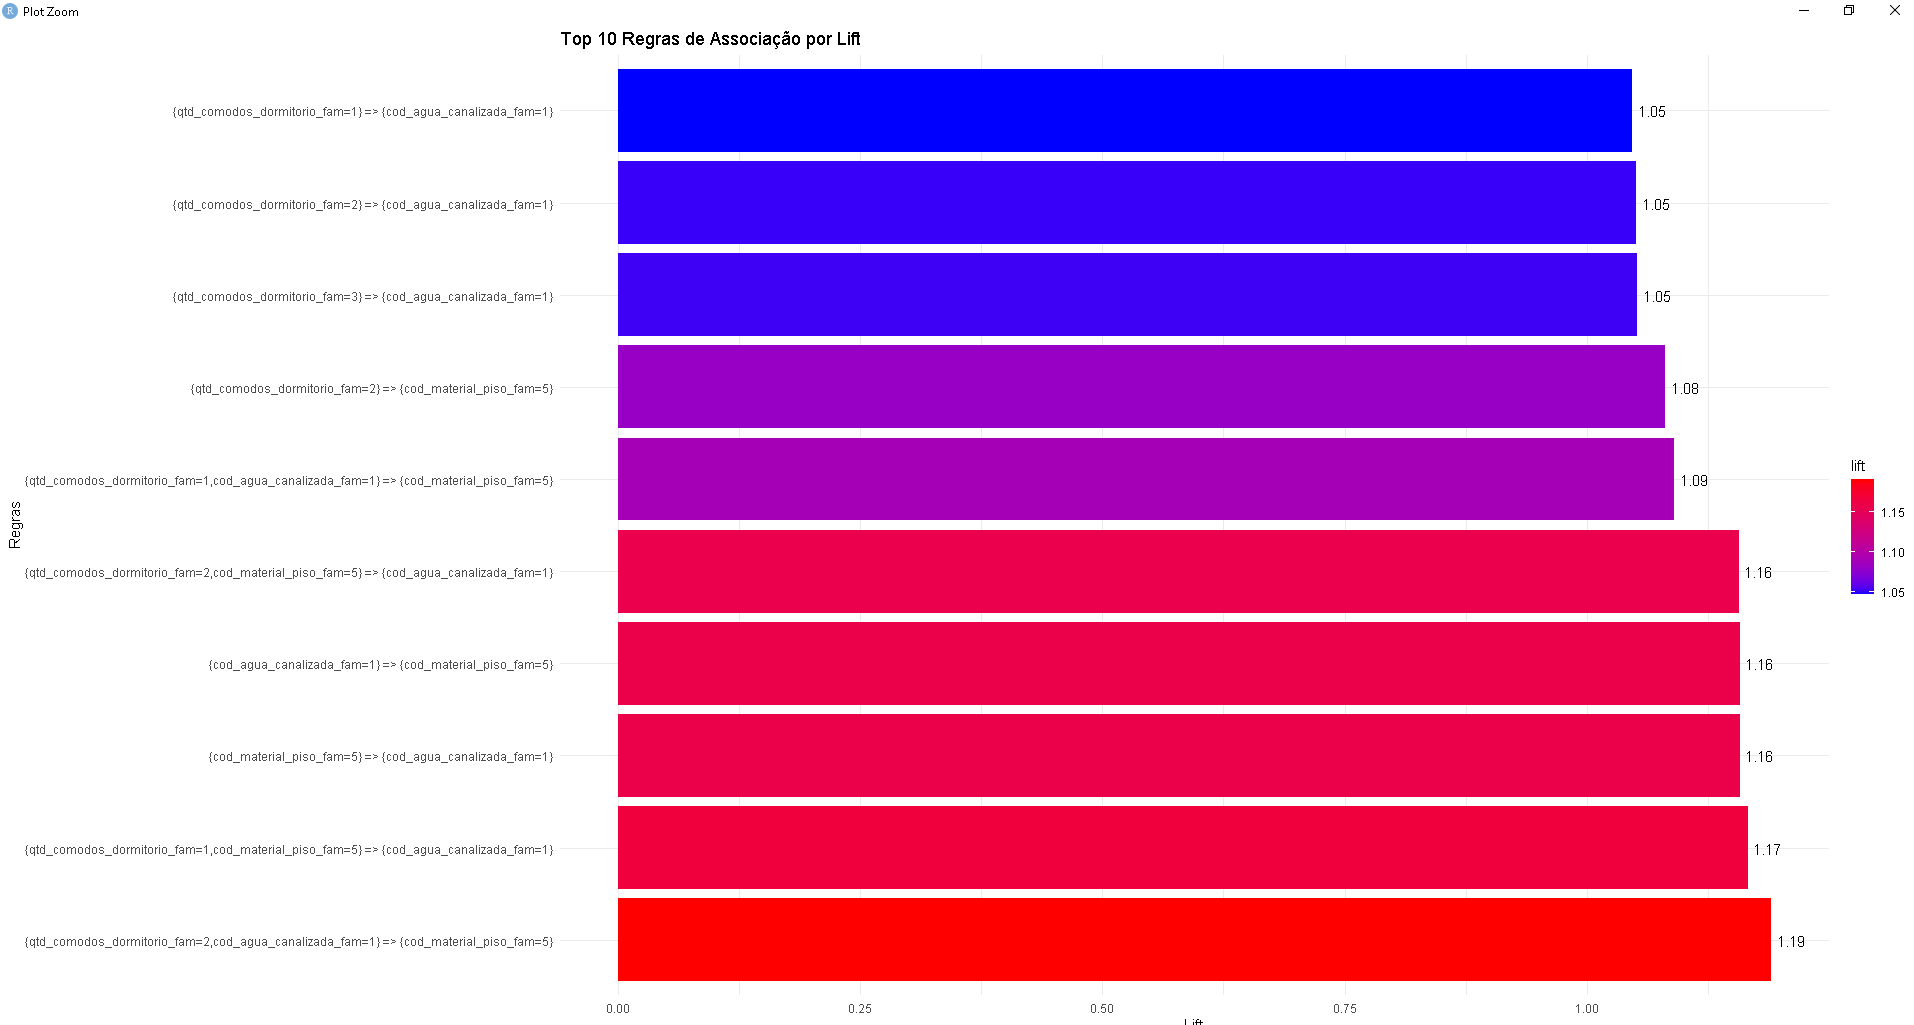 R Plot Zoom
Top 10 Regras de Associação por Lift
{qtd_comodos_dormitorio_fam=1} => {cod_agua_canalizada_fam=1}
1.05
{qtd_comodos_dormitorio_fam=2} => {cod_agua_canalizada_fam=1}
1.05
{qtd_comodos_dormitorio_fam=3} => {cod_agua_canalizada_fam=1}
1.05
{qtd_comodos_dormitorio_fam=2} => {cod_material_piso_fam=5}
1.08
{qtd_comodos_dormitorio_fam=1,cod_agua_canalizada_fam=1} => {cod_material_piso_fam=5}
1.09
{qtd_comodos_dormitorio_fam=2,cod_material_piso_fam=5} => {cod_agua_canalizada_fam=1}
1.16
{cod_agua_canalizada_fam=1} => {cod_material_piso_fam=5}
1.16
{cod_material_piso_fam=5} => {cod_agua_canalizada_fam=1}
1.16
{qtd_comodos_dormitorio_fam=1,cod_material_piso_fam=5} => {cod_agua_canalizada_fam=1}
1.17
{qtd_comodos_dormitorio_fam=2,cod_agua_canalizada_fam=1} => {cod_material_piso_fam=5}
1.19
Regras
0.00 0.25 0.50 0.75 1.00
Lift
lift
1.15
1.10
1.05